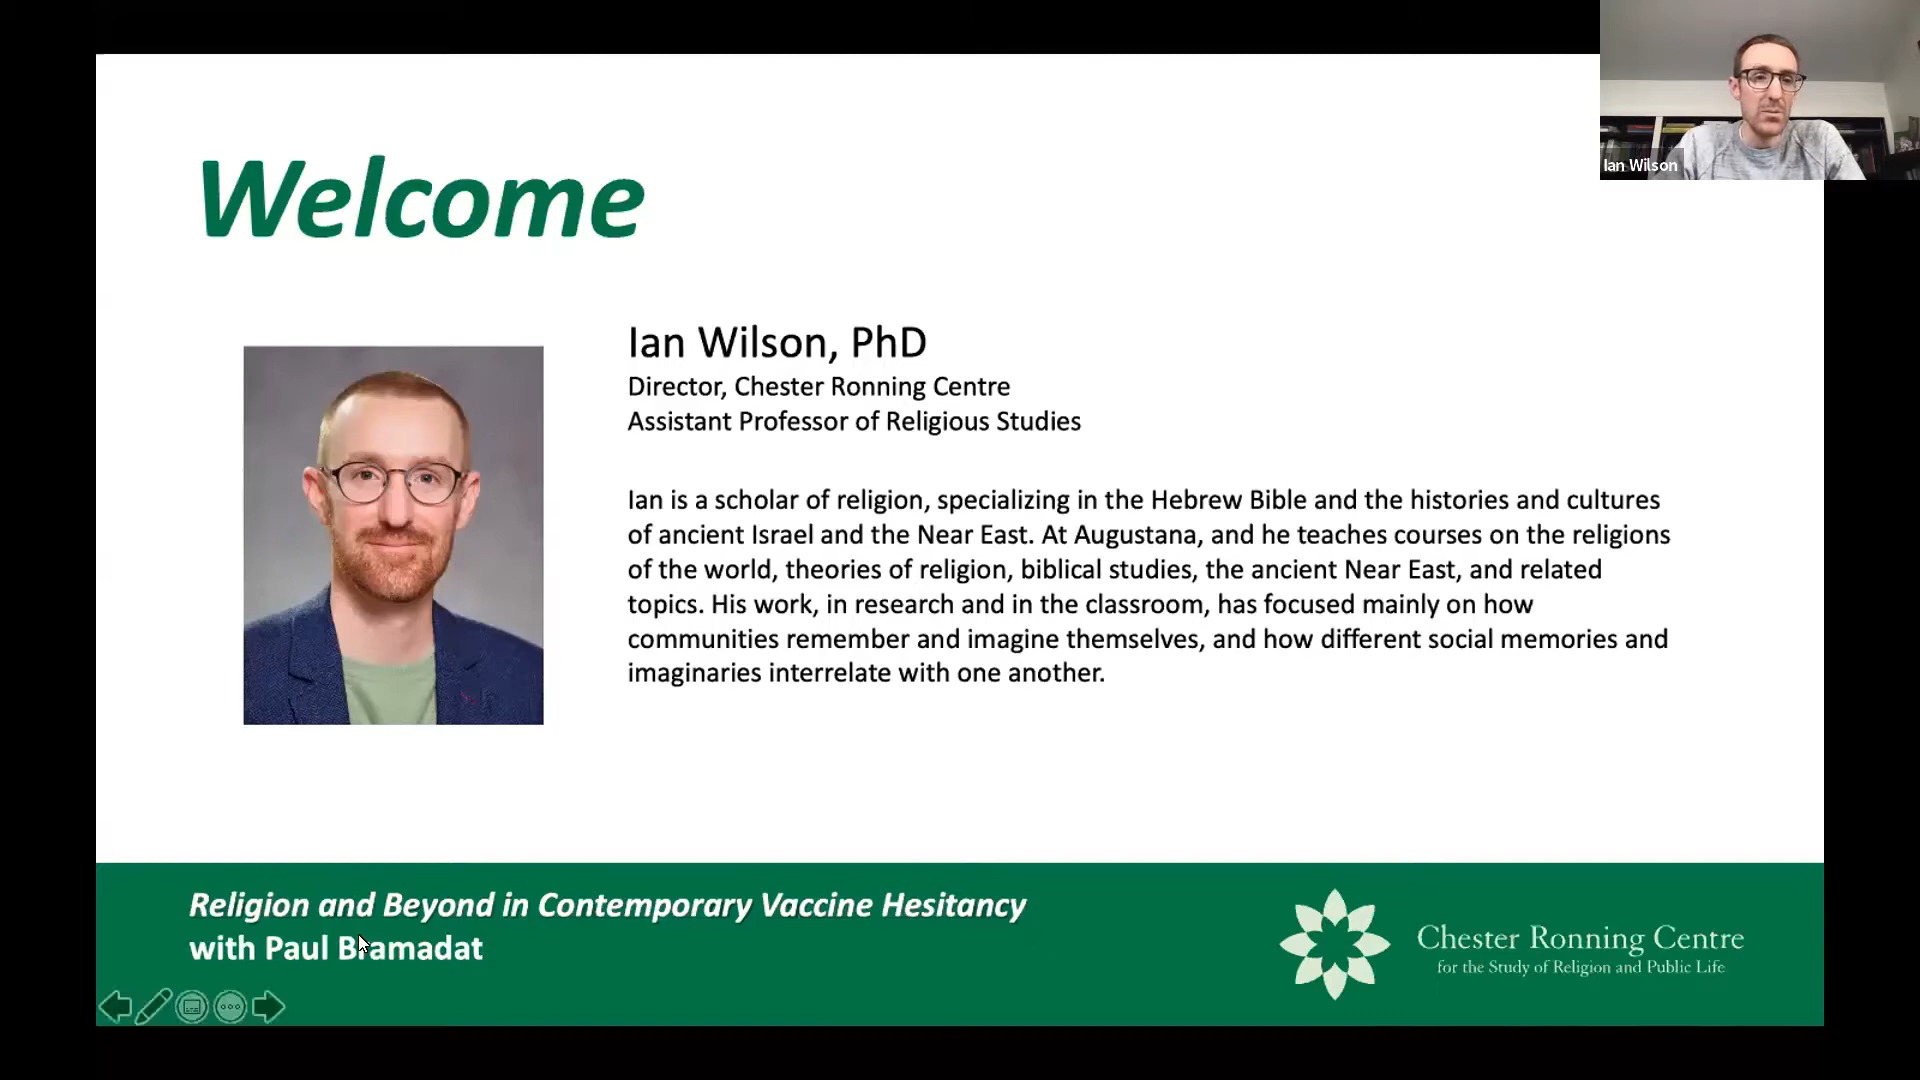 Welcome
Ian Wilson
Ian Wilson, PhD
Director, Chester Ronning Centre
Assistant Professor of Religious Studies
Ian is a scholar of religion, specializing in the Hebrew Bible and the histories and cultures
of ancient Israel and the Near East. At Augustana, and he teaches courses on the religions
of the world, theories of religion, biblical studies, the ancient Near East, and related
topics. His work, in research and in the classroom, has focused mainly on how
communities remember and imagine themselves, and how different social memories and
imaginaries interrelate with one another.
Religion and Beyond in Contemporary Vaccine Hesitancy
with Paul Bramadat
Chester Ronning Centre
for the Study of Religion and Public Life